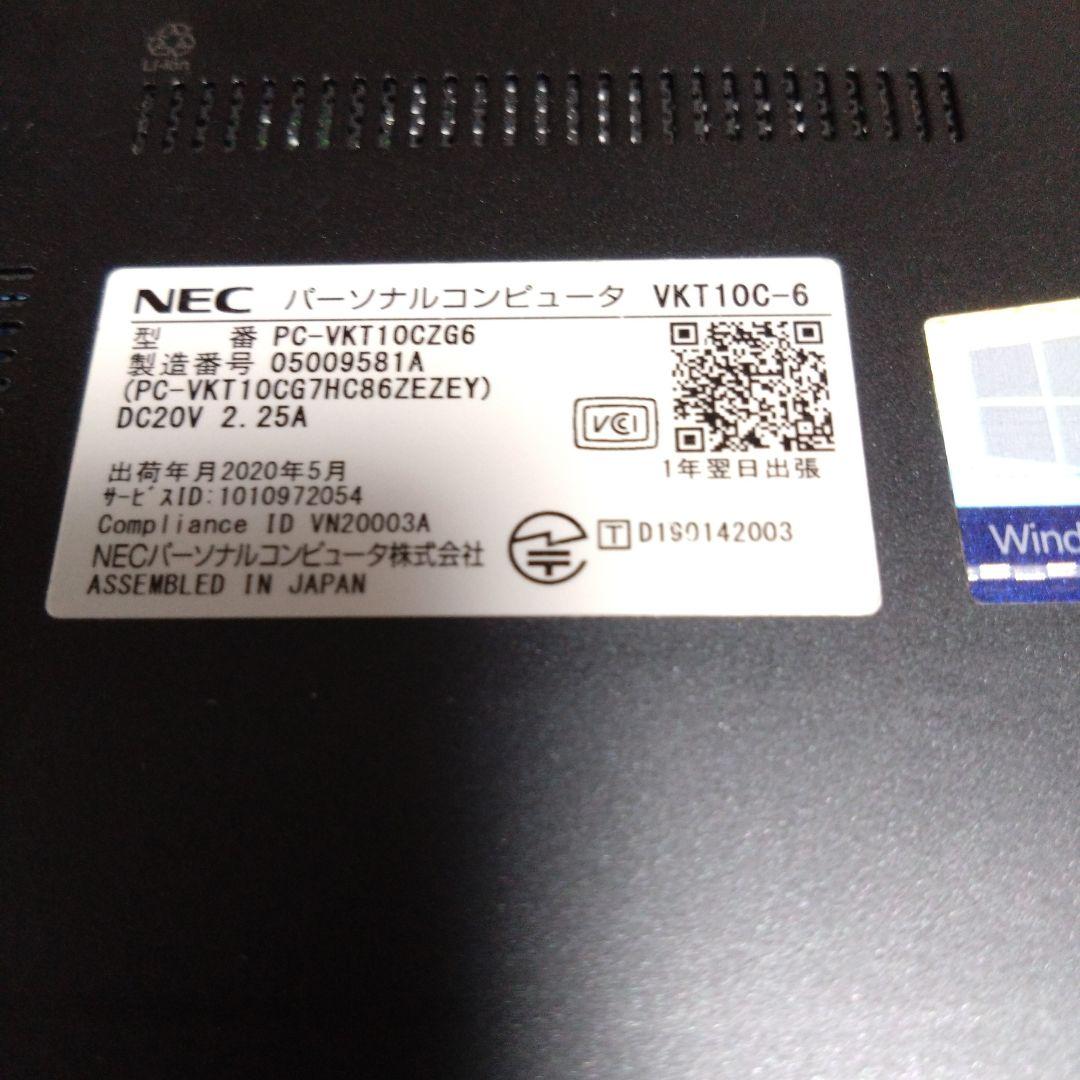 Li-ion
NEC パーソナルコンピュータ VKT10C-6
型 番 PC-VKT10CZG6
製造番号 05009581A
(PC-VKT10CG7HC86ZEZEY)
DC20V 2.25A
VCCI
1年翌日出張
出荷年月2020年5月
ｻｰﾋﾞｽID:1010972054
Compliance ID VN20003A
T D190142003
NECパーソナルコンピュータ株式会社
ASSEMBLED IN JAPAN
Wind